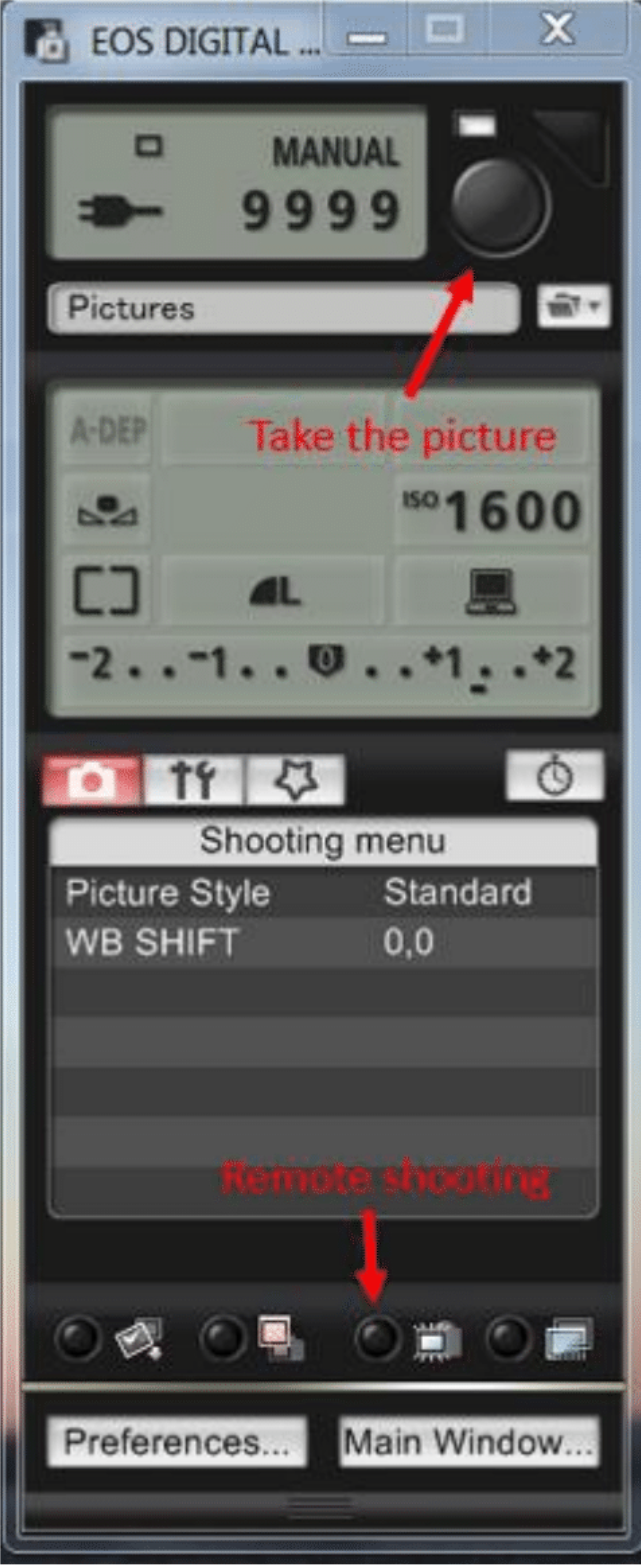 EOS DIGITAL ...
MANUAL
9999
Pictures
Take the picture
A-DEP
ISO 1600
L
-2..-1..0..+1..+2
Shooting menu
Picture Style Standard
WB SHIFT 0,0
Remote shooting
Preferences... Main Window...